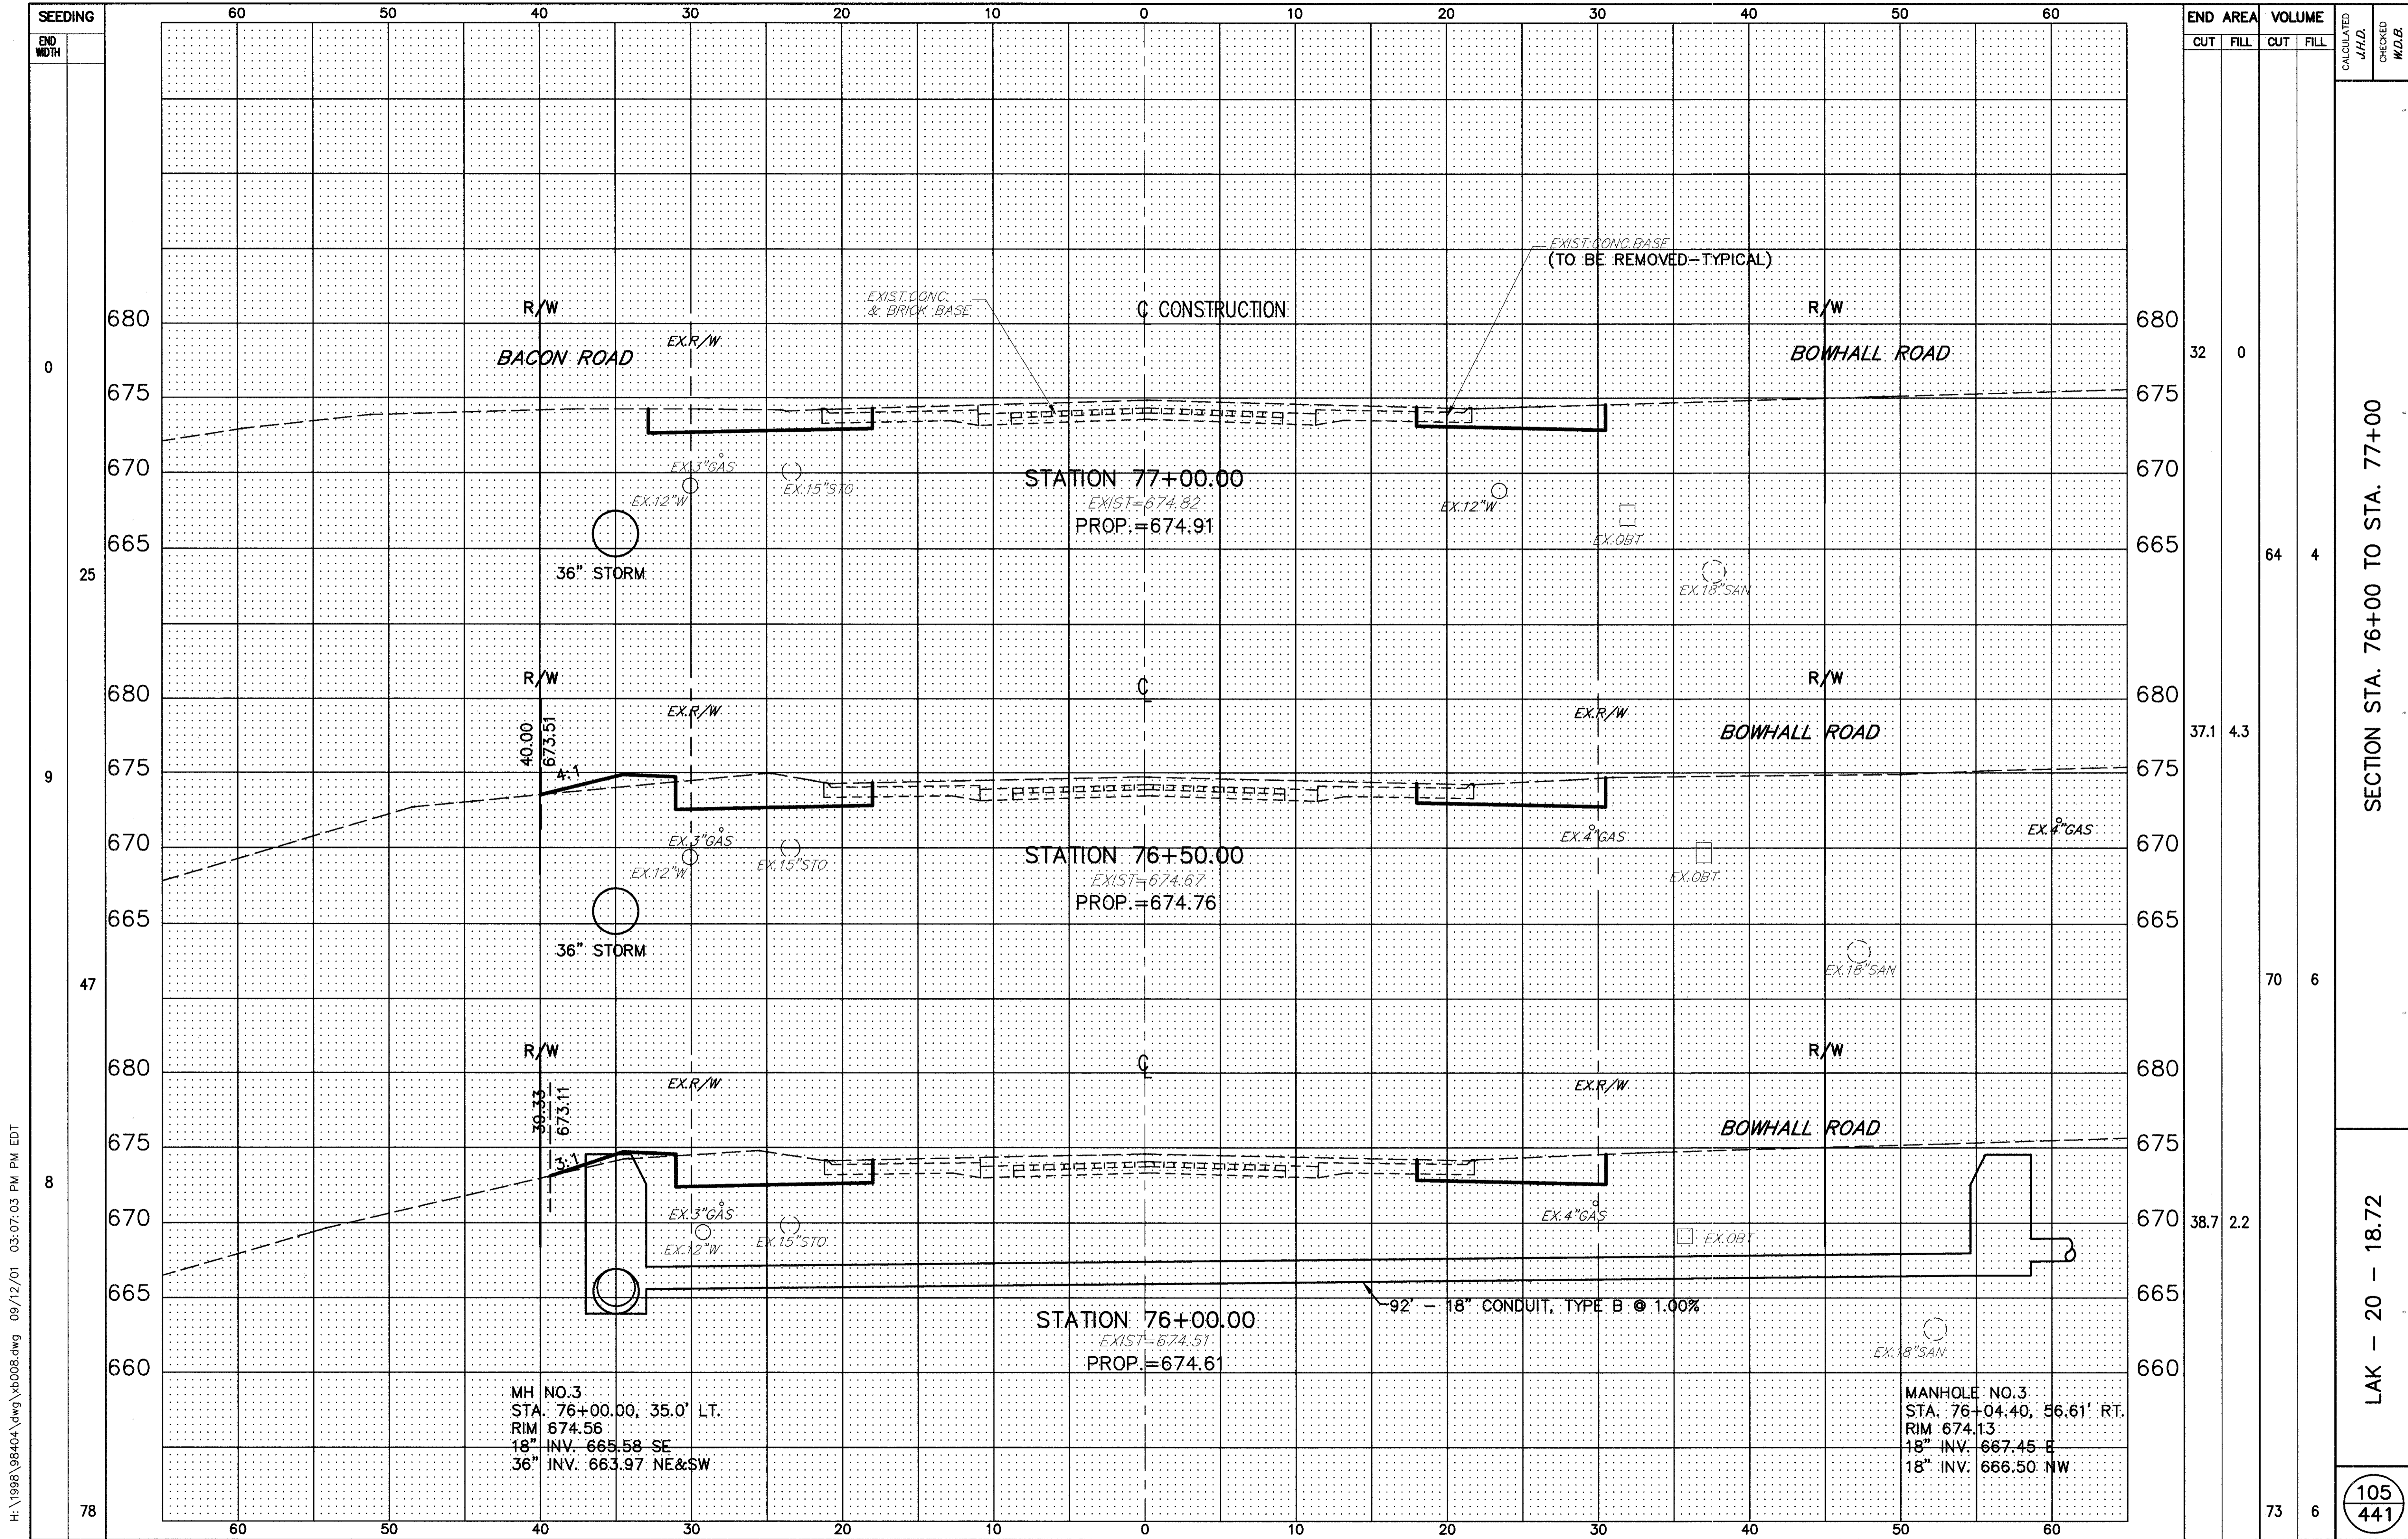 SEEDING
END WIDTH
60 50 40 30 20 10 0 10 20 30 40 50 60
END AREA
VOLUME
CUT FILL CUT FILL
CALCULATED
J.H.D.
CHECKED
W.D.B.
EXIST.CONC.BASE
(TO BE REMOVED-TYPICAL)
EXIST.CONC.
& BRICK BASE
R/W
℄ CONSTRUCTION
R/W
680
680
EX.R/W
BACON ROAD
BOWHALL ROAD
0
32 0
675
675
670
670
EX.3"GAS
EX.15"STO
EX.12"W
STATION 77+00.00
EXIST=674.82
PROP.=674.91
EX.12"W
EX.OBT
665
665
36" STORM
EX.18"SAN
25
64 4
R/W
℄
R/W
680
680
EX.R/W
EX.R/W
BOWHALL ROAD
40.00
673.51
37.1 4.3
4:1
9
675
675
EX.3"GAS
EX.4"GAS
EX.4"GAS
670
670
EX.12"W
EX.15"STO
STATION 76+50.00
EXIST=674.67
PROP.=674.76
EX.OBT
665
665
36" STORM
EX.18"SAN
47
70 6
R/W
℄
R/W
680
680
EX.R/W
EX.R/W
39.33
673.11
BOWHALL ROAD
675
675
3:1
8
EX.3"GAS
EX.4"GAS
670
670
38.7 2.2
EX.12"W
EX.15"STO
EX.OBT
665
665
92' - 18" CONDUIT, TYPE B @ 1.00%
STATION 76+00.00
EXIST=674.51
PROP.=674.61
EX.18"SAN
660
660
MH NO.3
STA. 76+00.00, 35.0' LT.
RIM 674.56
18" INV. 665.58 SE
36" INV. 663.97 NE&SW
MANHOLE NO.3
STA. 76+04.40, 56.61' RT.
RIM 674.13
18" INV. 667.45 E
18" INV. 666.50 NW
78
73 6
60 50 40 30 20 10 0 10 20 30 40 50 60
SECTION STA. 76+00 TO STA. 77+00
LAK - 20 - 18.72
105
441
H:\1998\98404\dwg\xb008.dwg 09/12/01 03:07:03 PM PM EDT